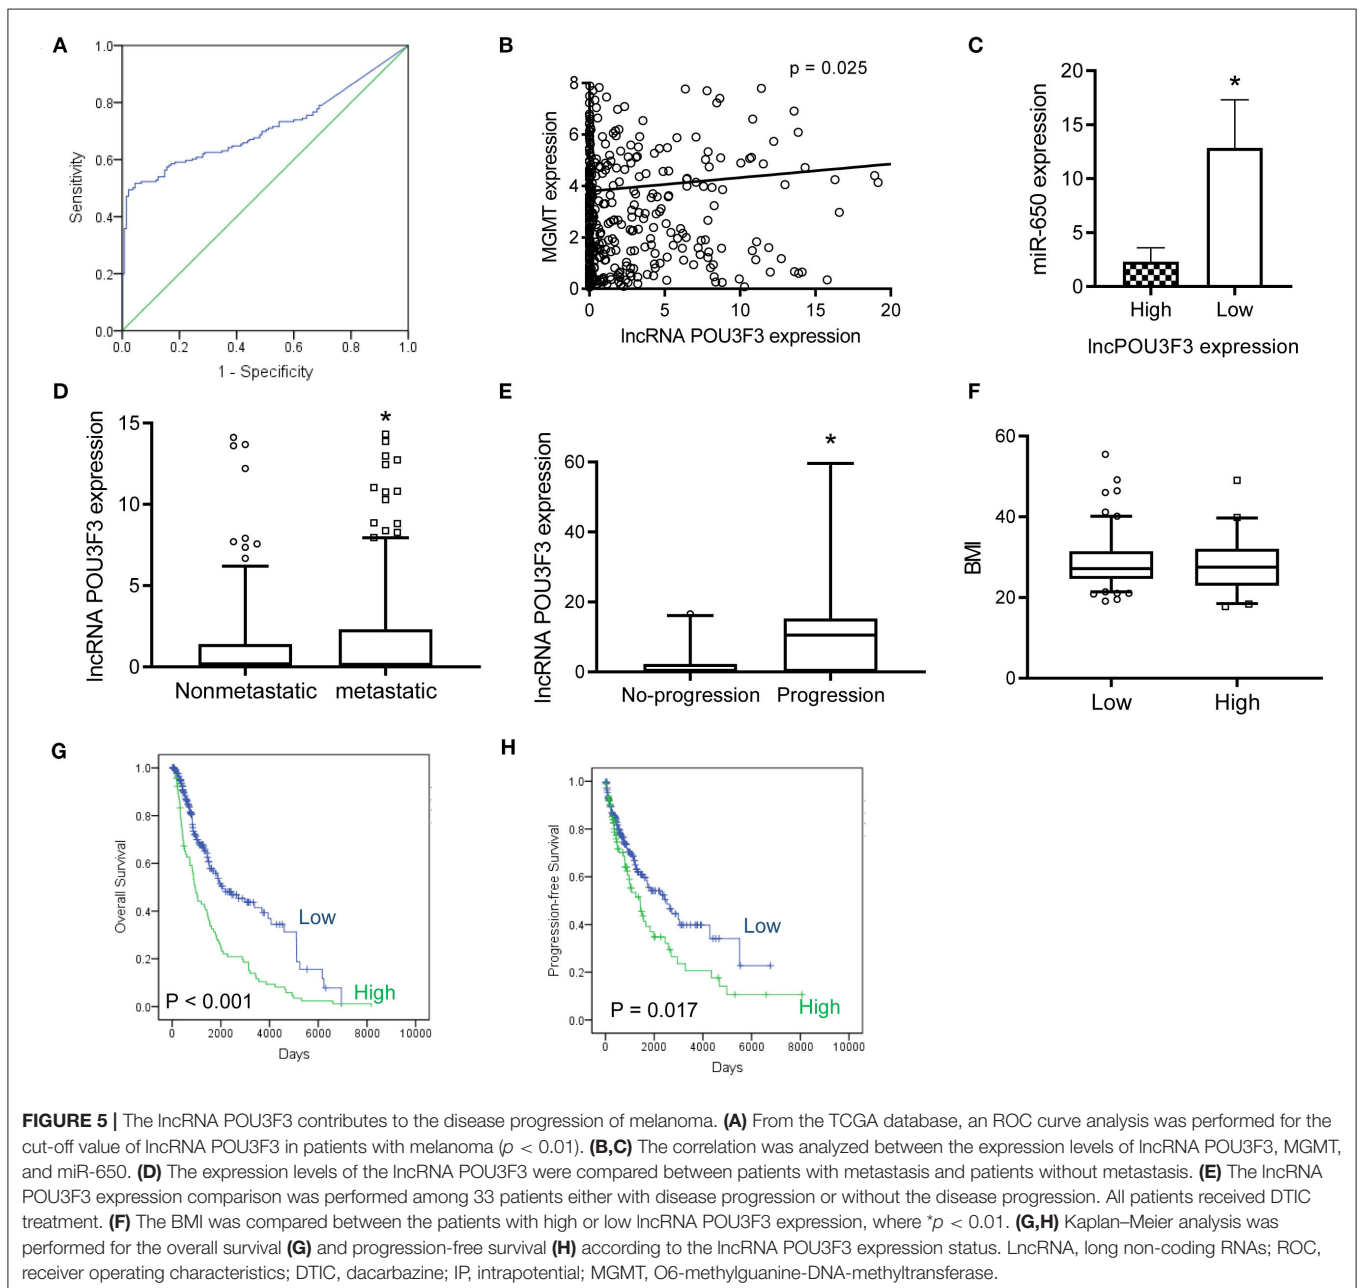 A
1.0
0.8
0.6
0.4
0.2
0.0
Sensitivity
0.0 0.2 0.4 0.6 0.8 1.0
1 - Specificity
B
p = 0.025
8
6
4
2
0
MGMT expression
0 5 10 15 20
lncRNA POU3F3 expression
C
20
15
10
5
0
miR-650 expression
*
High Low
lncPOU3F3 expression
D
15
10
5
0
lncRNA POU3F3 expression
*
Nonmetastatic metastatic
E
60
40
20
0
lncRNA POU3F3 expression
*
No-progression Progression
F
60
40
20
0
BMI
Low High
G
1.0
0.8
0.6
0.4
0.2
0.0
Overall Survival
Low
High
P < 0.001
0 2000 4000 6000 8000 10000
Days
H
1.0
0.8
0.6
0.4
0.2
0.0
Progression-free Survival
Low
High
P = 0.017
0 2000 4000 6000 8000 10000
Days
FIGURE 5 | The lncRNA POU3F3 contributes to the disease progression of melanoma. (A) From the TCGA database, an ROC curve analysis was performed for the
cut-off value of lncRNA POU3F3 in patients with melanoma (p < 0.01). (B,C) The correlation was analyzed between the expression levels of lncRNA POU3F3, MGMT,
and miR-650. (D) The expression levels of the lncRNA POU3F3 were compared between patients with metastasis and patients without metastasis. (E) The lncRNA
POU3F3 expression comparison was performed among 33 patients either with disease progression or without the disease progression. All patients received DTIC
treatment. (F) The BMI was compared between the patients with high or low lncRNA POU3F3 expression, where *p < 0.01. (G,H) Kaplan–Meier analysis was
performed for the overall survival (G) and progression-free survival (H) according to the lncRNA POU3F3 expression status. LncRNA, long non-coding RNAs; ROC,
receiver operating characteristics; DTIC, dacarbazine; IP, intrapotential; MGMT, O6-methylguanine-DNA-methyltransferase.